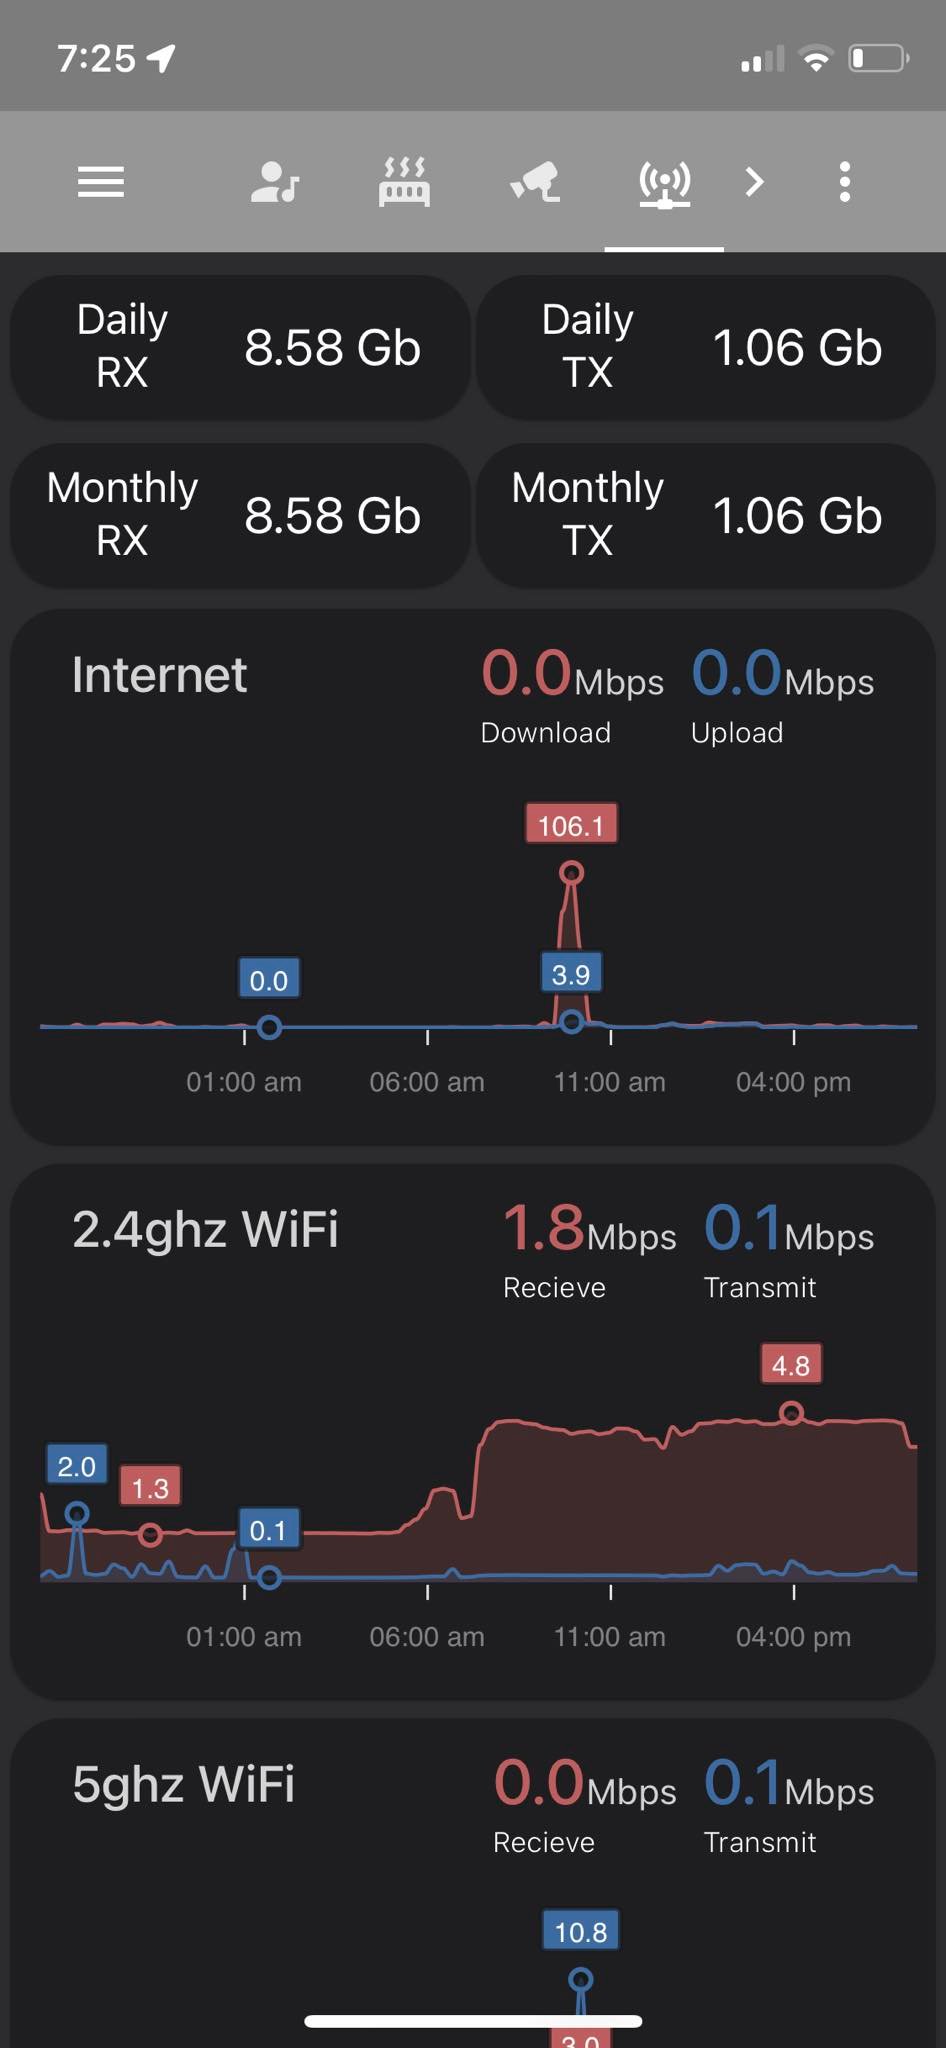 7:25
Daily
RX
8.58 Gb
Daily
TX
1.06 Gb
Monthly
RX
8.58 Gb
Monthly
TX
1.06 Gb
Internet
0.0Mbps
Download
0.0Mbps
Upload
106.1
0.0
3.9
01:00 am 06:00 am 11:00 am 04:00 pm
2.4ghz WiFi
1.8Mbps
Recieve
0.1Mbps
Transmit
4.8
2.0
1.3
0.1
01:00 am 06:00 am 11:00 am 04:00 pm
5ghz WiFi
0.0Mbps
Recieve
0.1Mbps
Transmit
10.8
3.0